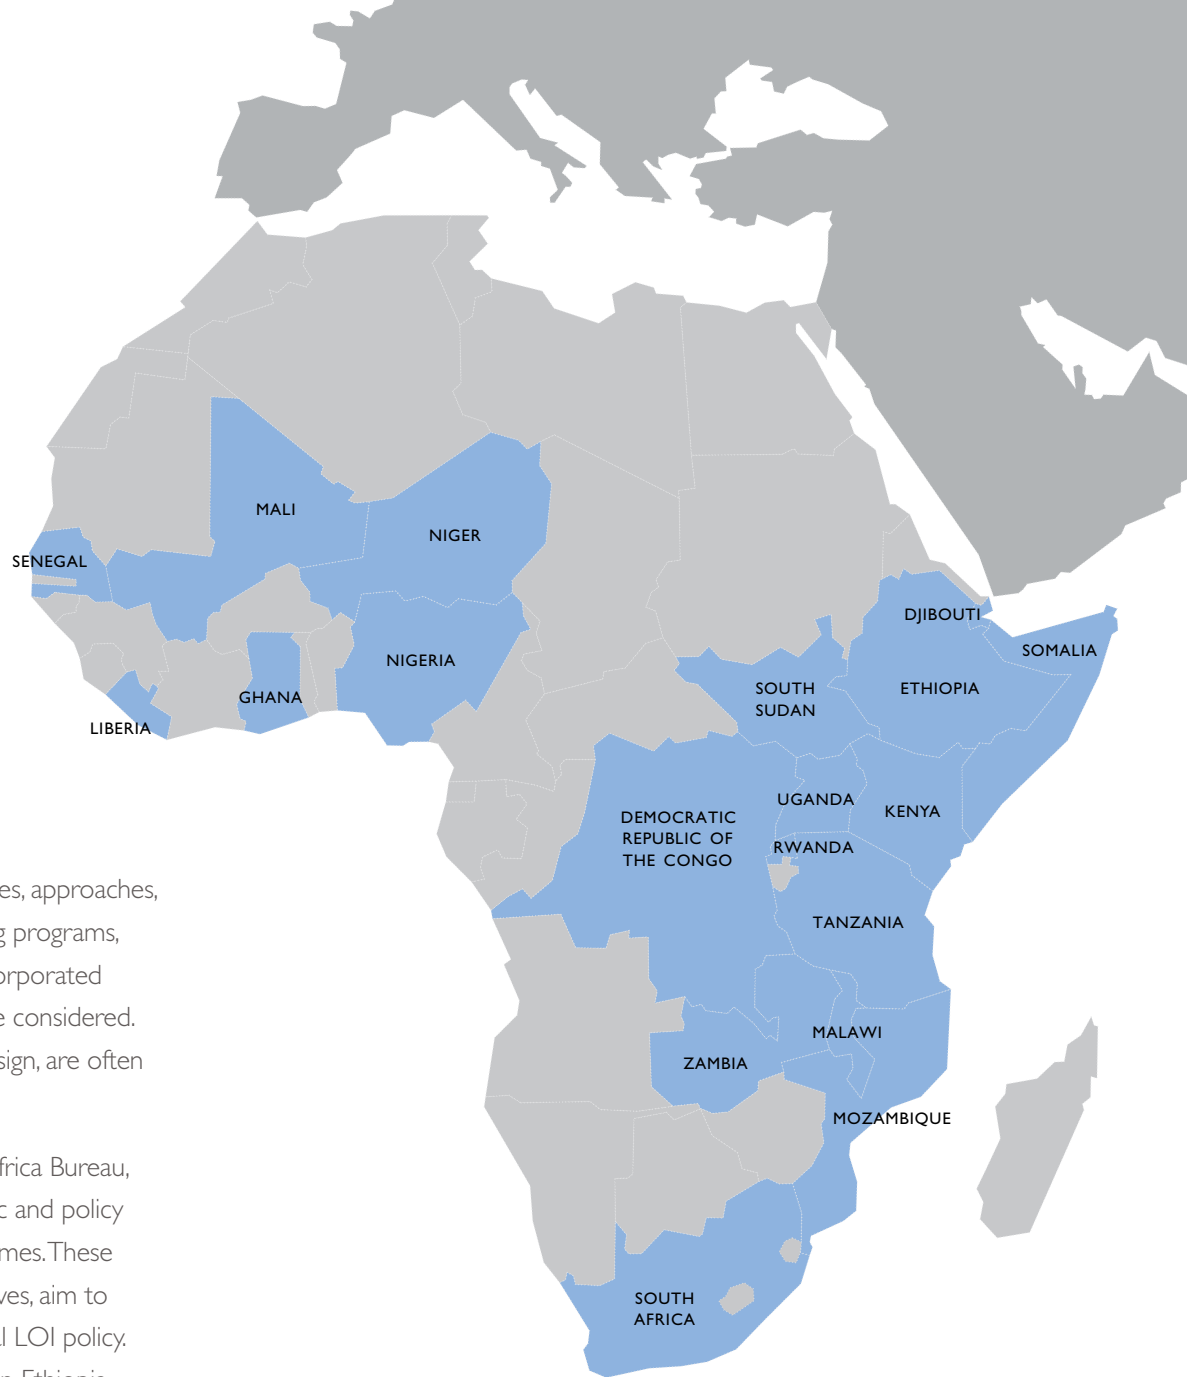 MALI
NIGER
SENEGAL
DJIBOUTI
SOMALIA
NIGERIA
SOUTH
SUDAN
ETHIOPIA
GHANA
LIBERIA
UGANDA
KENYA
DEMOCRATIC
REPUBLIC OF
THE CONGO
RWANDA
TANZANIA
MALAWI
ZAMBIA
MOZAMBIQUE
SOUTH
AFRICA
es, approaches,
g programs,
orporated
e considered.
sign, are often
frica Bureau,
c and policy
mes. These
ves, aim to
l LOI policy.
n Ethiopia